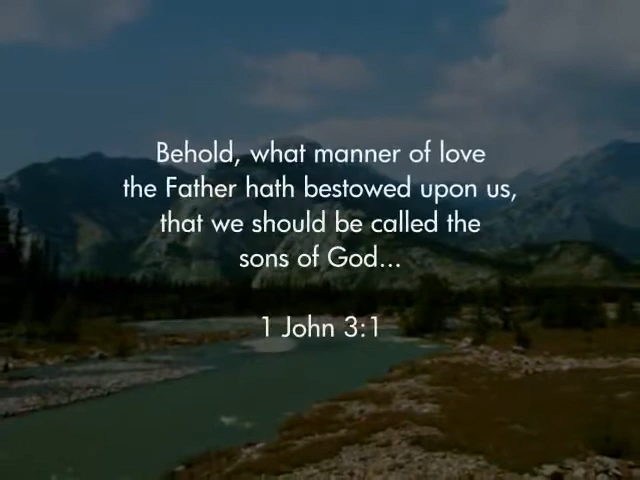 Behold, what manner of love
the Father hath bestowed upon us,
that we should be called the
sons of God...
1 John 3:1